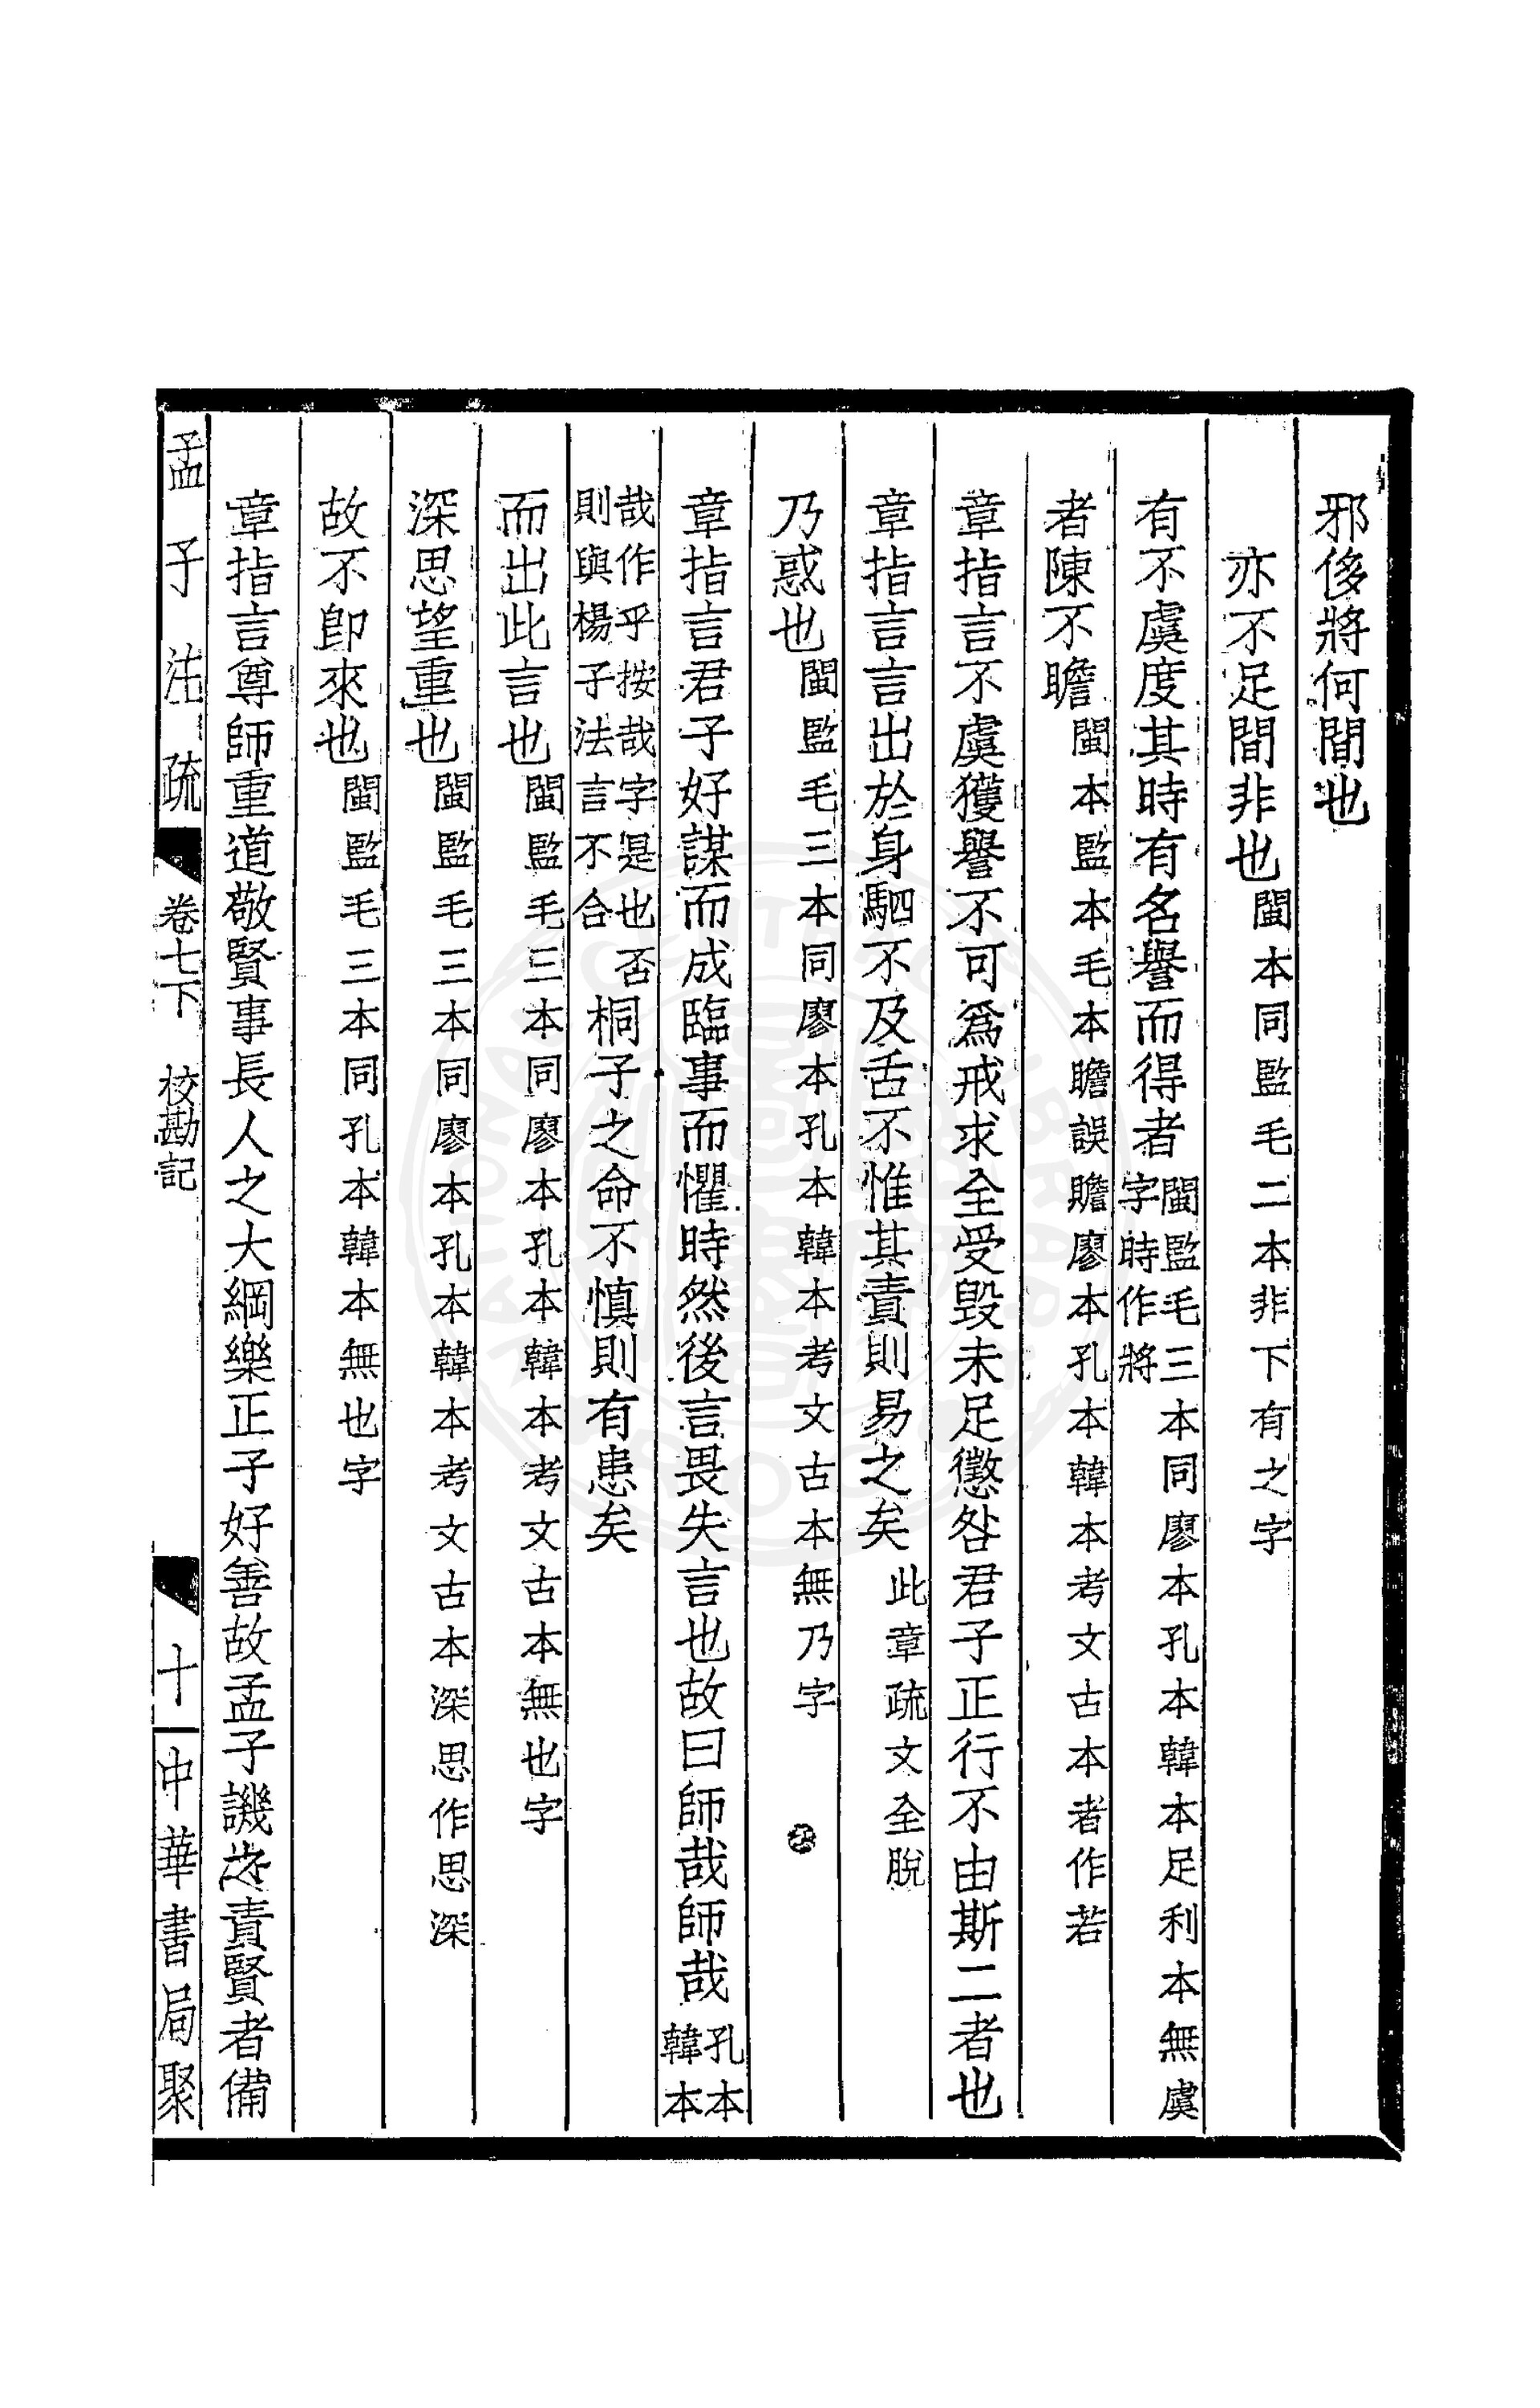 邪侈將何間也
亦不足間非也閩本同監毛二本非下有之字
有不虞度其時有名譽而得者閩監毛三本同廖本孔本韓本足利本無虞字時作將
者陳不瞻閩本監本毛本瞻誤贍廖本孔本韓本考文古本者作若
章指言不虞獲譽不可爲戒求全受毀未足懲咎君子正行不由斯二者也
章指言言出於身駟不及舌不惟其責則易之矣此章疏文全脫
乃惑也閩監毛三本同廖本孔本韓本考文古本無乃字
章指言君子好謀而成臨事而懼時然後言畏失言也故曰師哉師哉孔本韓本
哉作乎按哉字是也否則與楊子法言不合桐子之命不慎則有患矣
而出此言也閩監毛三本同廖本孔本韓本考文古本無也字
深思望重也閩監毛三本同廖本孔本韓本考文古本深思作思深
故不卽來也閩監毛三本同孔本韓本無也字
章指言尊師重道敬賢事長人之大綱樂正子好善故孟子譏之責賢者備
孟子注疏 卷七下 校勘記 十 中華書局聚